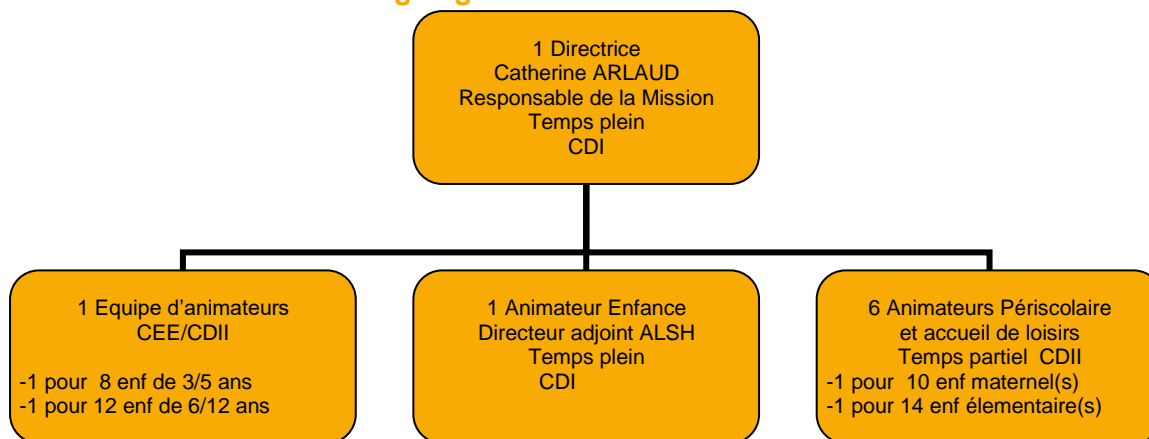 1 Directrice
Catherine ARLAUD
Responsable de la Mission
Temps plein
CDI
1 Equipe d'animateurs
CEE/CDII
-1 pour 8 enf de 3/5 ans
-1 pour 12 enf de 6/12 ans
1 Animateur Enfance
Directeur adjoint ALSH
Temps plein
CDI
6 Animateurs Périscolaire
et accueil de loisirs
Temps partiel CDII
-1 pour 10 enf maternel(s)
-1 pour 14 enf élementaire(s)